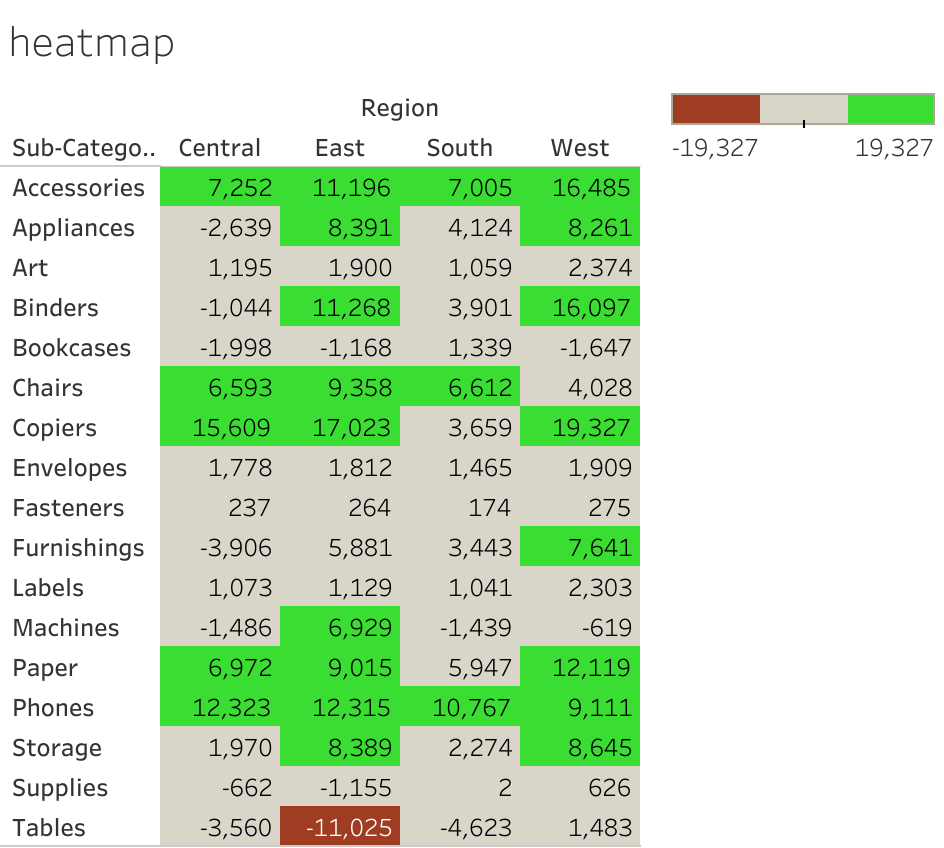 heatmap
Region
Sub-Catego.. Central East South West
Accessories 7,252 11,196 7,005 16,485
Appliances -2,639 8,391 4,124 8,261
Art 1,195 1,900 1,059 2,374
Binders -1,044 11,268 3,901 16,097
Bookcases -1,998 -1,168 1,339 -1,647
Chairs 6,593 9,358 6,612 4,028
Copiers 15,609 17,023 3,659 19,327
Envelopes 1,778 1,812 1,465 1,909
Fasteners 237 264 174 275
Furnishings -3,906 5,881 3,443 7,641
Labels 1,073 1,129 1,041 2,303
Machines -1,486 6,929 -1,439 -619
Paper 6,972 9,015 5,947 12,119
Phones 12,323 12,315 10,767 9,111
Storage 1,970 8,389 2,274 8,645
Supplies -662 -1,155 2 626
Tables -3,560 -11,025 -4,623 1,483
-19,327 19,327